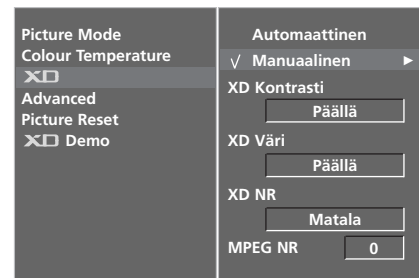 Picture Mode
Colour Temperature
XD
Advanced
Picture Reset
XD Demo
Automaattinen
√ Manuaalinen ►
XD Kontrasti
Päällä
XD Väri
Päällä
XD NR
Matala
MPEG NR 0